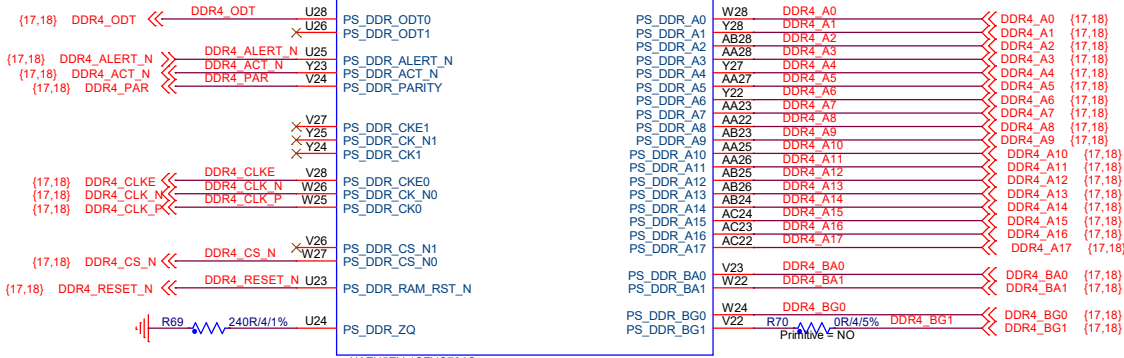 {17,18} DDR4_ODT DDR4_ODT U28 PS_DDR_ODT0
U26 PS_DDR_ODT1
{17,18} DDR4_ALERT_N DDR4_ALERT_N U25 PS_DDR_ALERT_N
{17,18} DDR4_ACT_N DDR4_ACT_N Y23 PS_DDR_ACT_N
{17,18} DDR4_PAR DDR4_PAR V24 PS_DDR_PARITY
V27 PS_DDR_CKE1
Y25 PS_DDR_CK_N1
Y24 PS_DDR_CK1
{17,18} DDR4_CLKE DDR4_CLKE V28 PS_DDR_CKE0
{17,18} DDR4_CLK_N DDR4_CLK_N W26 PS_DDR_CK_N0
{17,18} DDR4_CLK_P DDR4_CLK_P W25 PS_DDR_CK0
V26 PS_DDR_CS_N1
{17,18} DDR4_CS_N DDR4_CS_N W27 PS_DDR_CS_N0
{17,18} DDR4_RESET_N DDR4_RESET_N U23 PS_DDR_RAM_RST_N
R69 240R/4/1% U24 PS_DDR_ZQ
PS_DDR_A0 W28 DDR4_A0 DDR4_A0 {17,18}
PS_DDR_A1 Y28 DDR4_A1 DDR4_A1 {17,18}
PS_DDR_A2 AB28 DDR4_A2 DDR4_A2 {17,18}
PS_DDR_A3 AA28 DDR4_A3 DDR4_A3 {17,18}
PS_DDR_A4 Y27 DDR4_A4 DDR4_A4 {17,18}
PS_DDR_A5 AA27 DDR4_A5 DDR4_A5 {17,18}
PS_DDR_A6 Y22 DDR4_A6 DDR4_A6 {17,18}
PS_DDR_A7 AA23 DDR4_A7 DDR4_A7 {17,18}
PS_DDR_A8 AA22 DDR4_A8 DDR4_A8 {17,18}
PS_DDR_A9 AB23 DDR4_A9 DDR4_A9 {17,18}
PS_DDR_A10 AA25 DDR4_A10 DDR4_A10 {17,18}
PS_DDR_A11 AA26 DDR4_A11 DDR4_A11 {17,18}
PS_DDR_A12 AB25 DDR4_A12 DDR4_A12 {17,18}
PS_DDR_A13 AB26 DDR4_A13 DDR4_A13 {17,18}
PS_DDR_A14 AB24 DDR4_A14 DDR4_A14 {17,18}
PS_DDR_A15 AC24 DDR4_A15 DDR4_A15 {17,18}
PS_DDR_A16 AC23 DDR4_A16 DDR4_A16 {17,18}
PS_DDR_A17 AC22 DDR4_A17 DDR4_A17 {17,18}
PS_DDR_BA0 V23 DDR4_BA0 DDR4_BA0 {17,18}
PS_DDR_BA1 W22 DDR4_BA1 DDR4_BA1 {17,18}
PS_DDR_BG0 W24 DDR4_BG0 DDR4_BG0 {17,18}
PS_DDR_BG1 V22 R70 0R/4/5% DDR4_BG1 DDR4_BG1 {17,18}
Primitive = NO